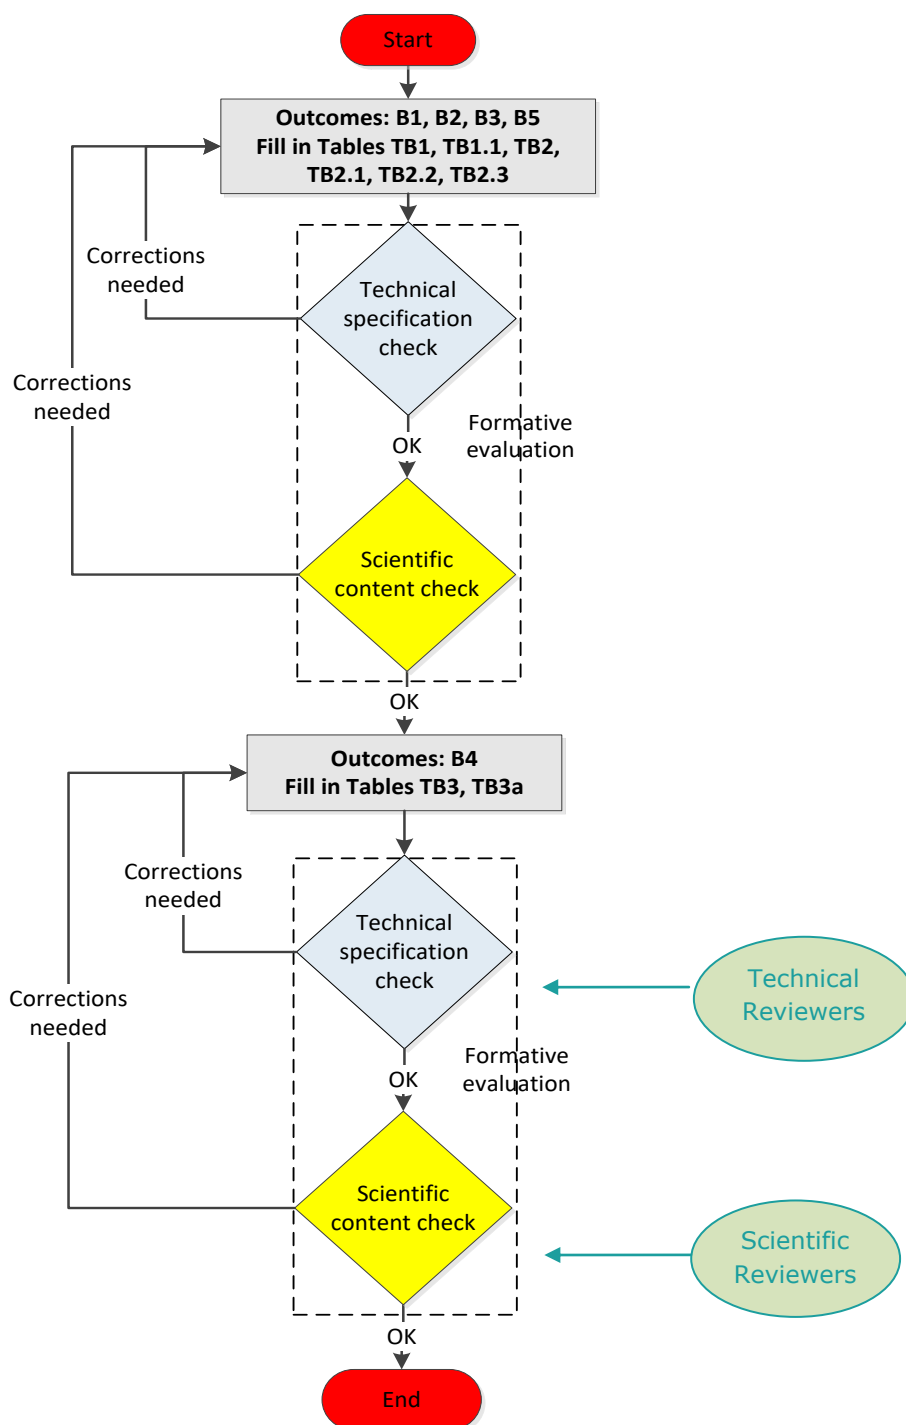 Start
Outcomes: B1, B2, B3, B5
Fill in Tables TB1, TB1.1, TB2,
TB2.1, TB2.2, TB2.3
Corrections
needed
Technical
specification
check
Corrections
needed
Formative
evaluation
OK
Scientific
content check
OK
Outcomes: B4
Fill in Tables TB3, TB3a
Corrections
needed
Technical
specification
check
Technical
Reviewers
Corrections
needed
Formative
evaluation
OK
Scientific
content check
Scientific
Reviewers
OK
End